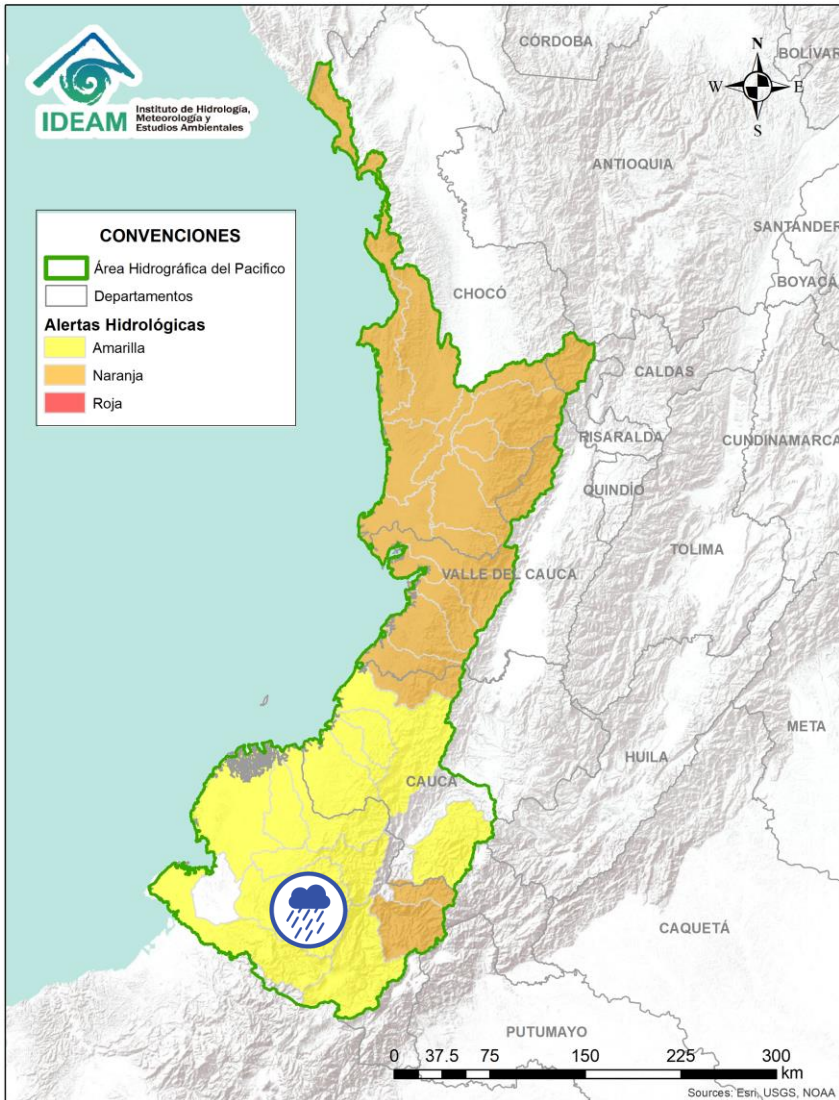 IDEAM
Instituto de Hidrología,
Meteorología y
Estudios Ambientales
CONVENCIONES
Área Hidrográfica del Pacifico
Departamentos
Alertas Hidrológicas
Amarilla
Naranja
Roja
N
W
E
S
CÓRDOBA
BOLÍVAR
ANTIOQUIA
SANTANDER
BOYACÁ
CHOCÓ
CALDAS
RISARALDA
CUNDINAMARCA
QUINDÍO
TOLIMA
VALLE DEL CAUCA
META
HUILA
CAUCA
CAQUETÁ
PUTUMAYO
0 37.5 75 150 225 300
km
Sources: Esri, USGS, NOAA